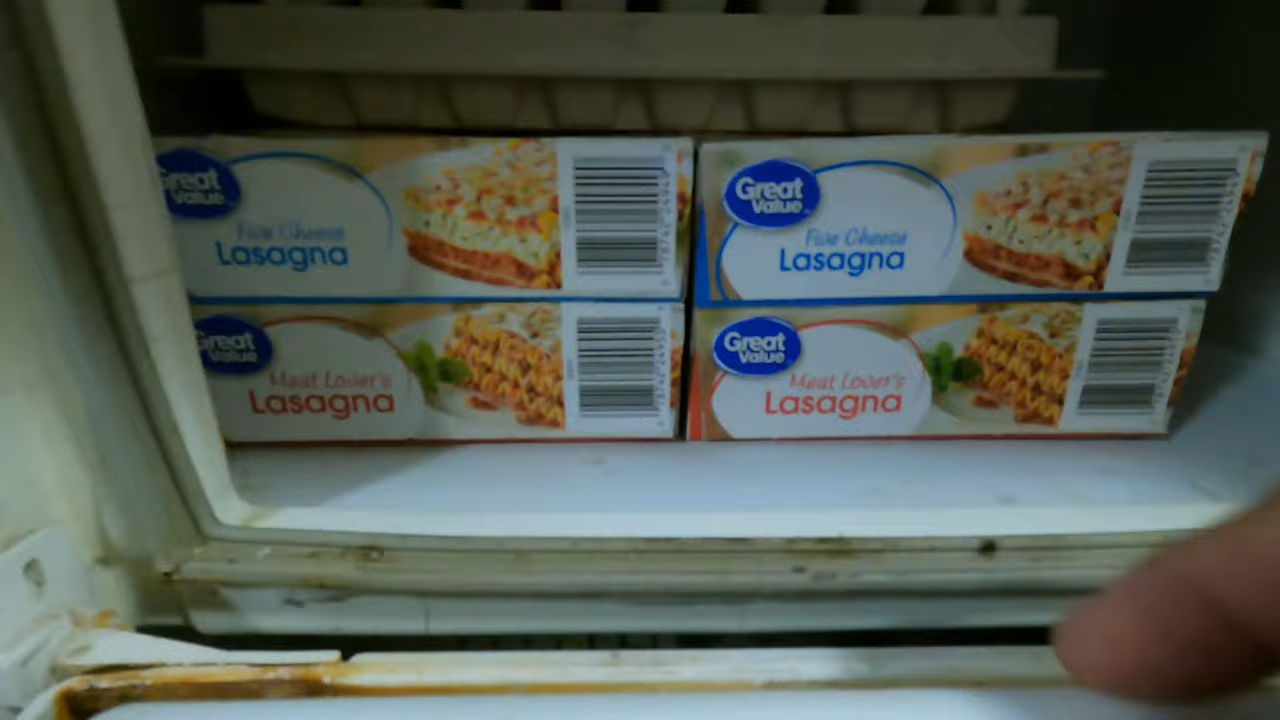 Great
Value
Five Cheese
Lasagna
Great
Value
Five Cheese
Lasagna
Great
Value
Meat Lover's
Lasagna
Great
Value
Meat Lover's
Lasagna